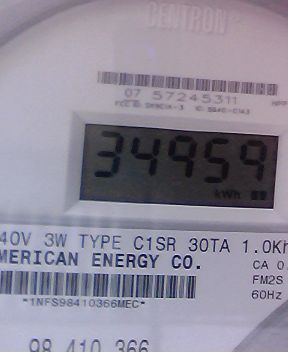 CENTRON
07 57245311
34959
kWh
40V 3W TYPE C1SR 30TA 1.0Kh
MERICAN ENERGY CO.
CA 0.
FM2S
60Hz
*1NFS98410366MEC*
98 410 366